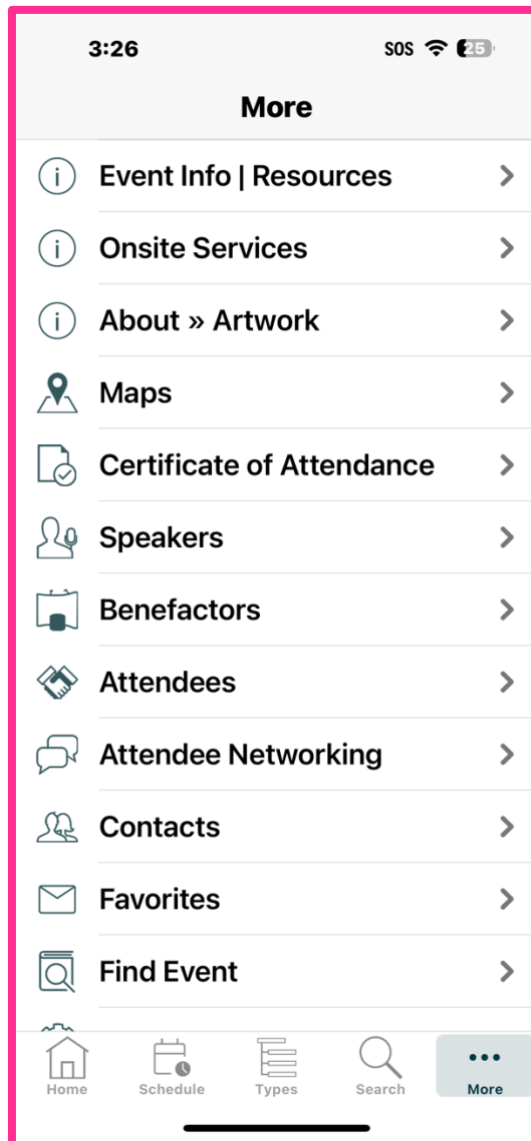 3:26 SOS 25
More
Event Info | Resources
Onsite Services
About » Artwork
Maps
Certificate of Attendance
Speakers
Benefactors
Attendees
Attendee Networking
Contacts
Favorites
Find Event
Home Schedule Types Search More